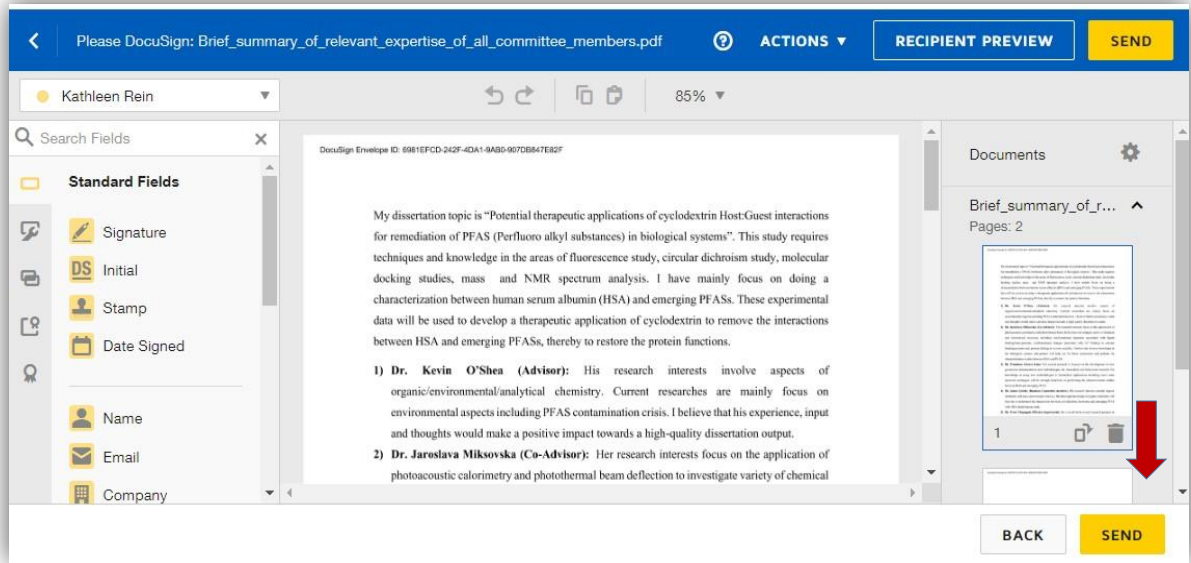 Please DocuSign: Brief_summary_of_relevant_expertise_of_all_committee_members.pdf
ACTIONS
RECIPIENT PREVIEW
SEND
Kathleen Rein
85%
Search Fields
Standard Fields
Signature
DS Initial
Stamp
Date Signed
Name
Email
Company
DocuSign Envelope ID: 6981EFCD-242F-4DA1-9AB0-907DB847E82F
My dissertation topic is “Potential therapeutic applications of cyclodextrin Host:Guest interactions
for remediation of PFAS (Perfluoro alkyl substances) in biological systems”. This study requires
techniques and knowledge in the areas of fluorescence study, circular dichroism study, molecular
docking studies, mass and NMR spectrum analysis. I have mainly focus on doing a
characterization between human serum albumin (HSA) and emerging PFASs. These experimental
data will be used to develop a therapeutic application of cyclodextrin to remove the interactions
between HSA and emerging PFASs, thereby to restore the protein functions.
1) Dr. Kevin O’Shea (Advisor): His research interests involve aspects of
organic/environmental/analytical chemistry. Current researches are mainly focus on
environmental aspects including PFAS contamination crisis. I believe that his experience, input
and thoughts would make a positive impact towards a high-quality dissertation output.
2) Dr. Jaroslava Miksovska (Co-Advisor): Her research interests focus on the application of
photoacoustic calorimetry and photothermal beam deflection to investigate variety of chemical
Documents
Brief_summary_of_r...
Pages: 2
1
BACK
SEND